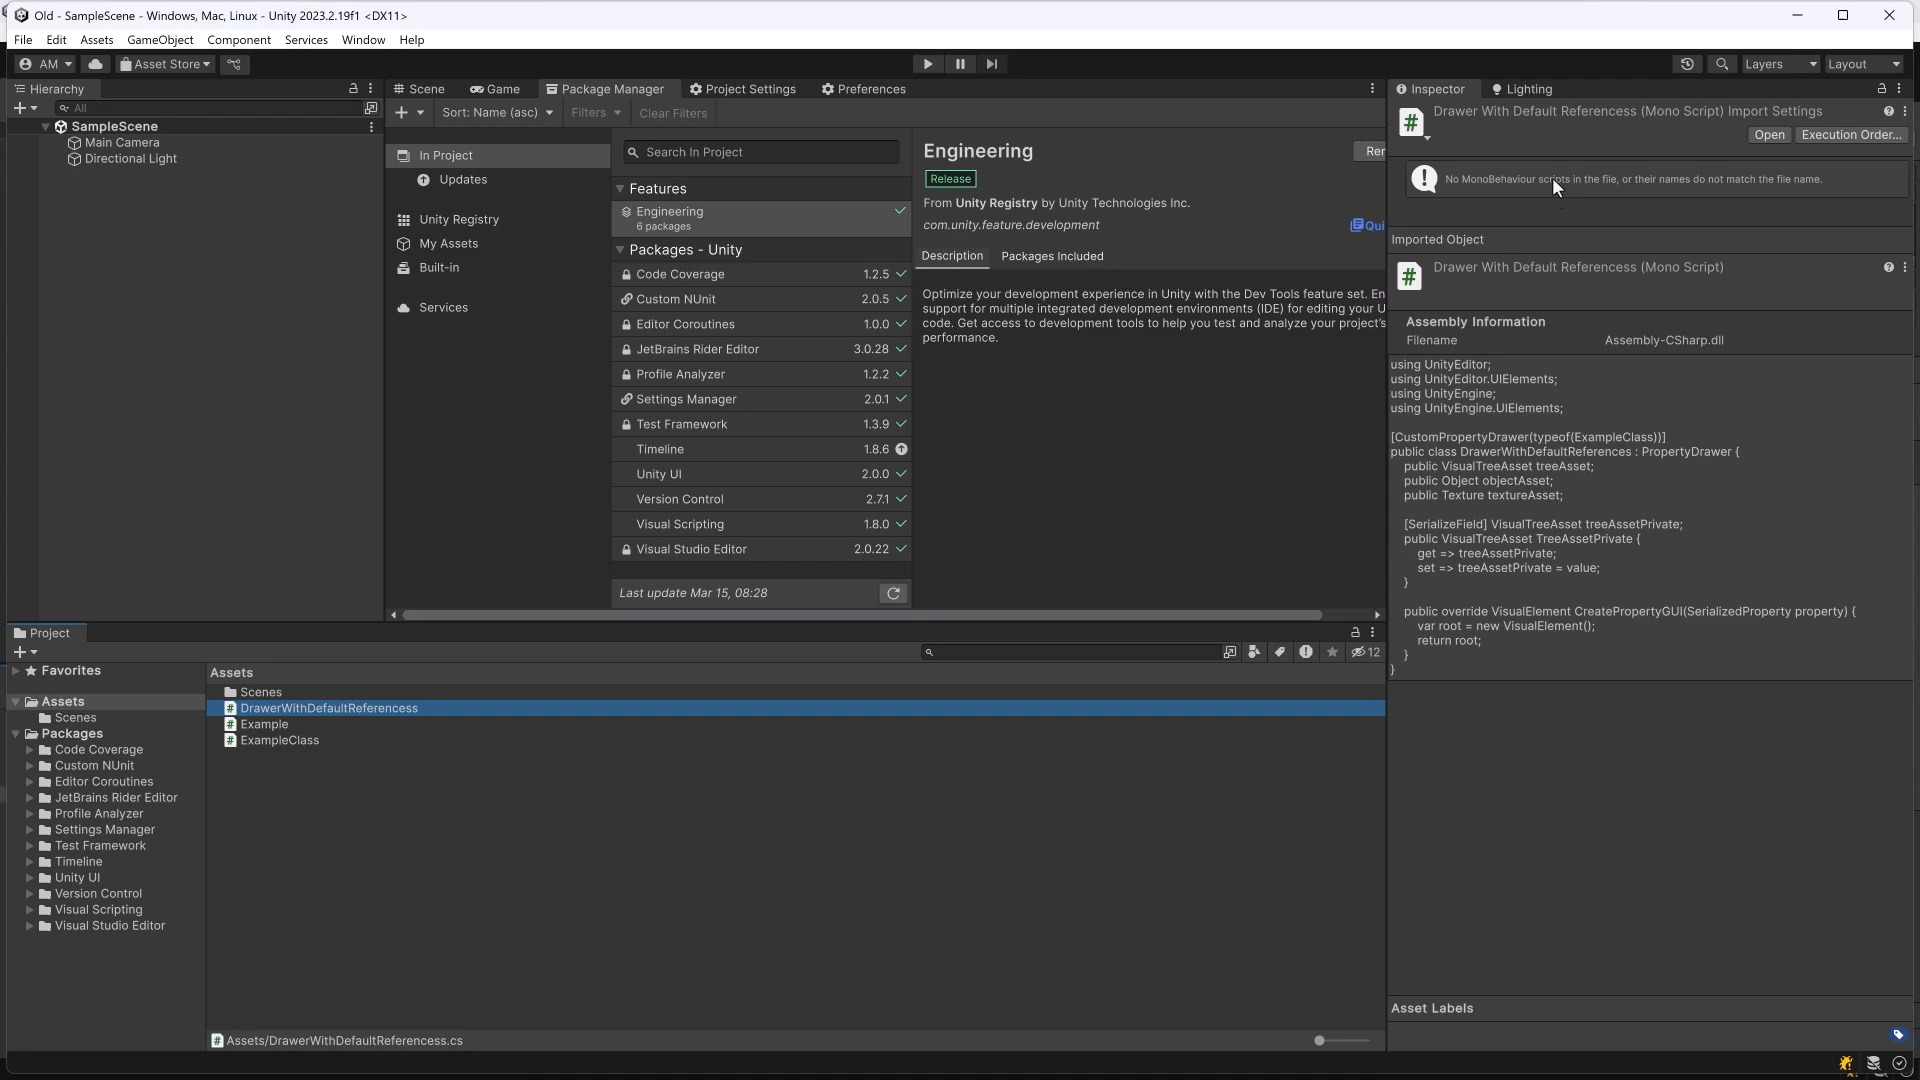 Old - SampleScene - Windows, Mac, Linux - Unity 2023.2.19f1 <DX11>
File Edit Assets GameObject Component Services Window Help
AM Asset Store Layers Layout
Hierarchy
All
SampleScene
Main Camera
Directional Light
Scene Game Package Manager Project Settings Preferences
Sort: Name (asc) Filters Clear Filters
In Project
Updates
Unity Registry
My Assets
Built-in
Services
Search In Project
Features
Engineering
6 packages
Packages - Unity
Code Coverage 1.2.5
Custom NUnit 2.0.5
Editor Coroutines 1.0.0
JetBrains Rider Editor 3.0.28
Profile Analyzer 1.2.2
Settings Manager 2.0.1
Test Framework 1.3.9
Timeline 1.8.6
Unity UI 2.0.0
Version Control 2.7.1
Visual Scripting 1.8.0
Visual Studio Editor 2.0.22
Last update Mar 15, 08:28
Engineering
Rer
Release
From Unity Registry by Unity Technologies Inc.
com.unity.feature.development
Qui
Description Packages Included
Optimize your development experience in Unity with the Dev Tools feature set. En
support for multiple integrated development environments (IDE) for editing your U
code. Get access to development tools to help you test and analyze your project's
performance.
Inspector Lighting
Drawer With Default Referencess (Mono Script) Import Settings
Open Execution Order...
No MonoBehaviour scripts in the file, or their names do not match the file name.
Imported Object
Drawer With Default Referencess (Mono Script)
Assembly Information
Filename Assembly-CSharp.dll
using UnityEditor;
using UnityEditor.UIElements;
using UnityEngine;
using UnityEngine.UIElements;
[CustomPropertyDrawer(typeof(ExampleClass))]
public class DrawerWithDefaultReferences : PropertyDrawer {
public VisualTreeAsset treeAsset;
public Object objectAsset;
public Texture textureAsset;
[SerializeField] VisualTreeAsset treeAssetPrivate;
public VisualTreeAsset TreeAssetPrivate {
get => treeAssetPrivate;
set => treeAssetPrivate = value;
}
public override VisualElement CreatePropertyGUI(SerializedProperty property) {
var root = new VisualElement();
return root;
}
}
Asset Labels
Project
12
Favorites
Assets
Scenes
Packages
Code Coverage
Custom NUnit
Editor Coroutines
JetBrains Rider Editor
Profile Analyzer
Settings Manager
Test Framework
Timeline
Unity UI
Version Control
Visual Scripting
Visual Studio Editor
Assets
Scenes
DrawerWithDefaultReferencess
Example
ExampleClass
Assets/DrawerWithDefaultReferencess.cs